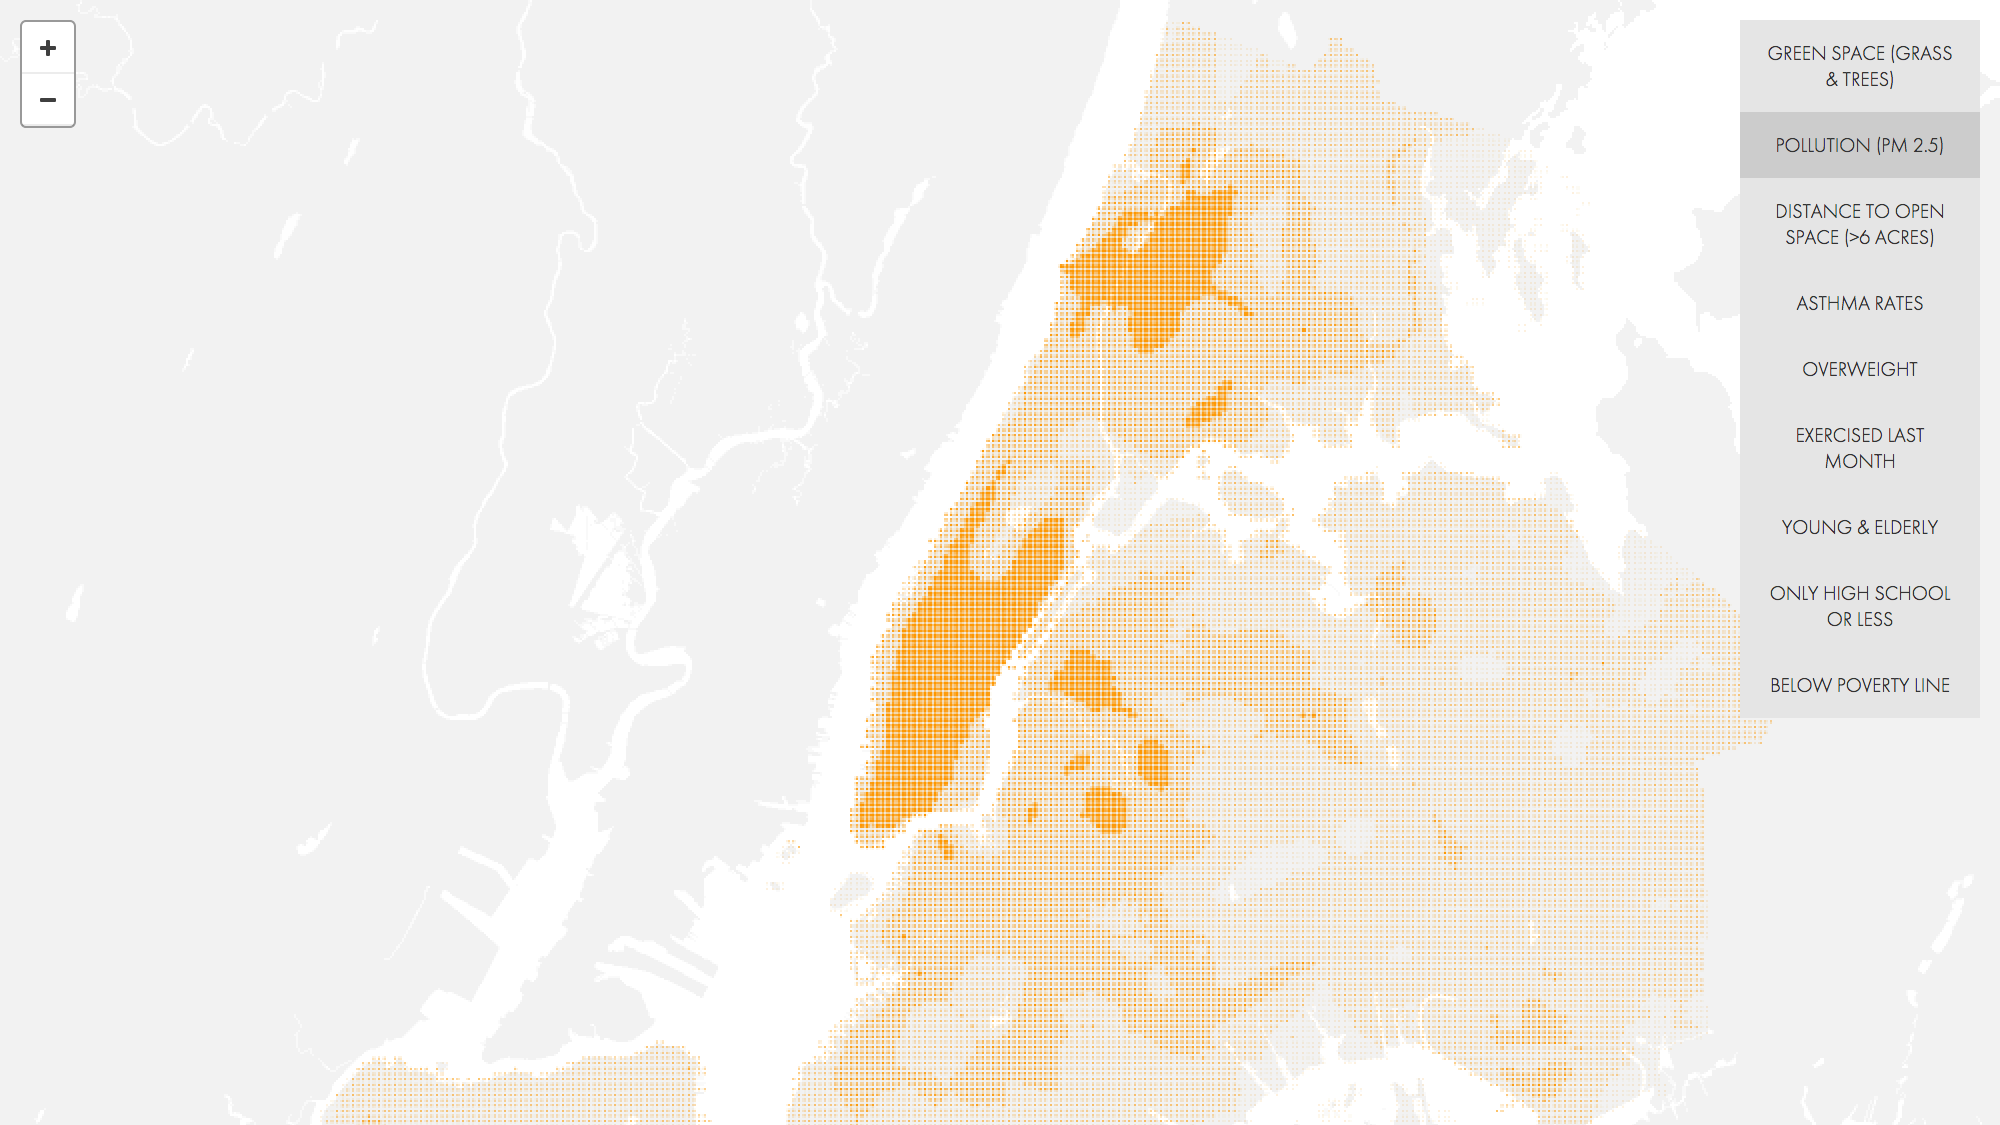 +
−
GREEN SPACE (GRASS
& TREES)
POLLUTION (PM 2.5)
DISTANCE TO OPEN
SPACE (>6 ACRES)
ASTHMA RATES
OVERWEIGHT
EXERCISED LAST
MONTH
YOUNG & ELDERLY
ONLY HIGH SCHOOL
OR LESS
BELOW POVERTY LINE